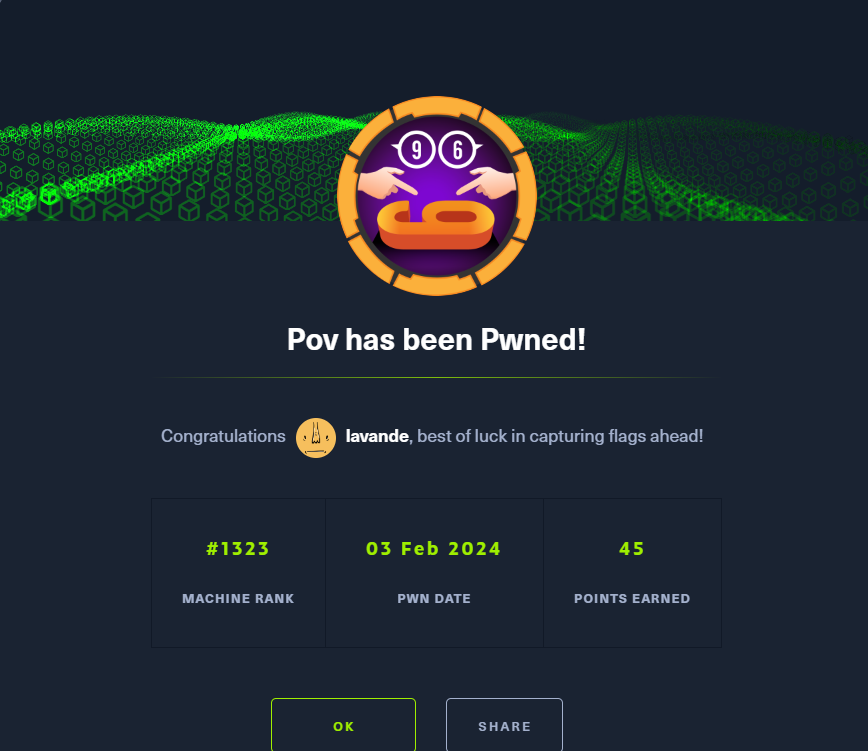 9 6
Pov has been Pwned!
Congratulations lavande, best of luck in capturing flags ahead!
#1323 03 Feb 2024 45
MACHINE RANK PWN DATE POINTS EARNED
OK SHARE